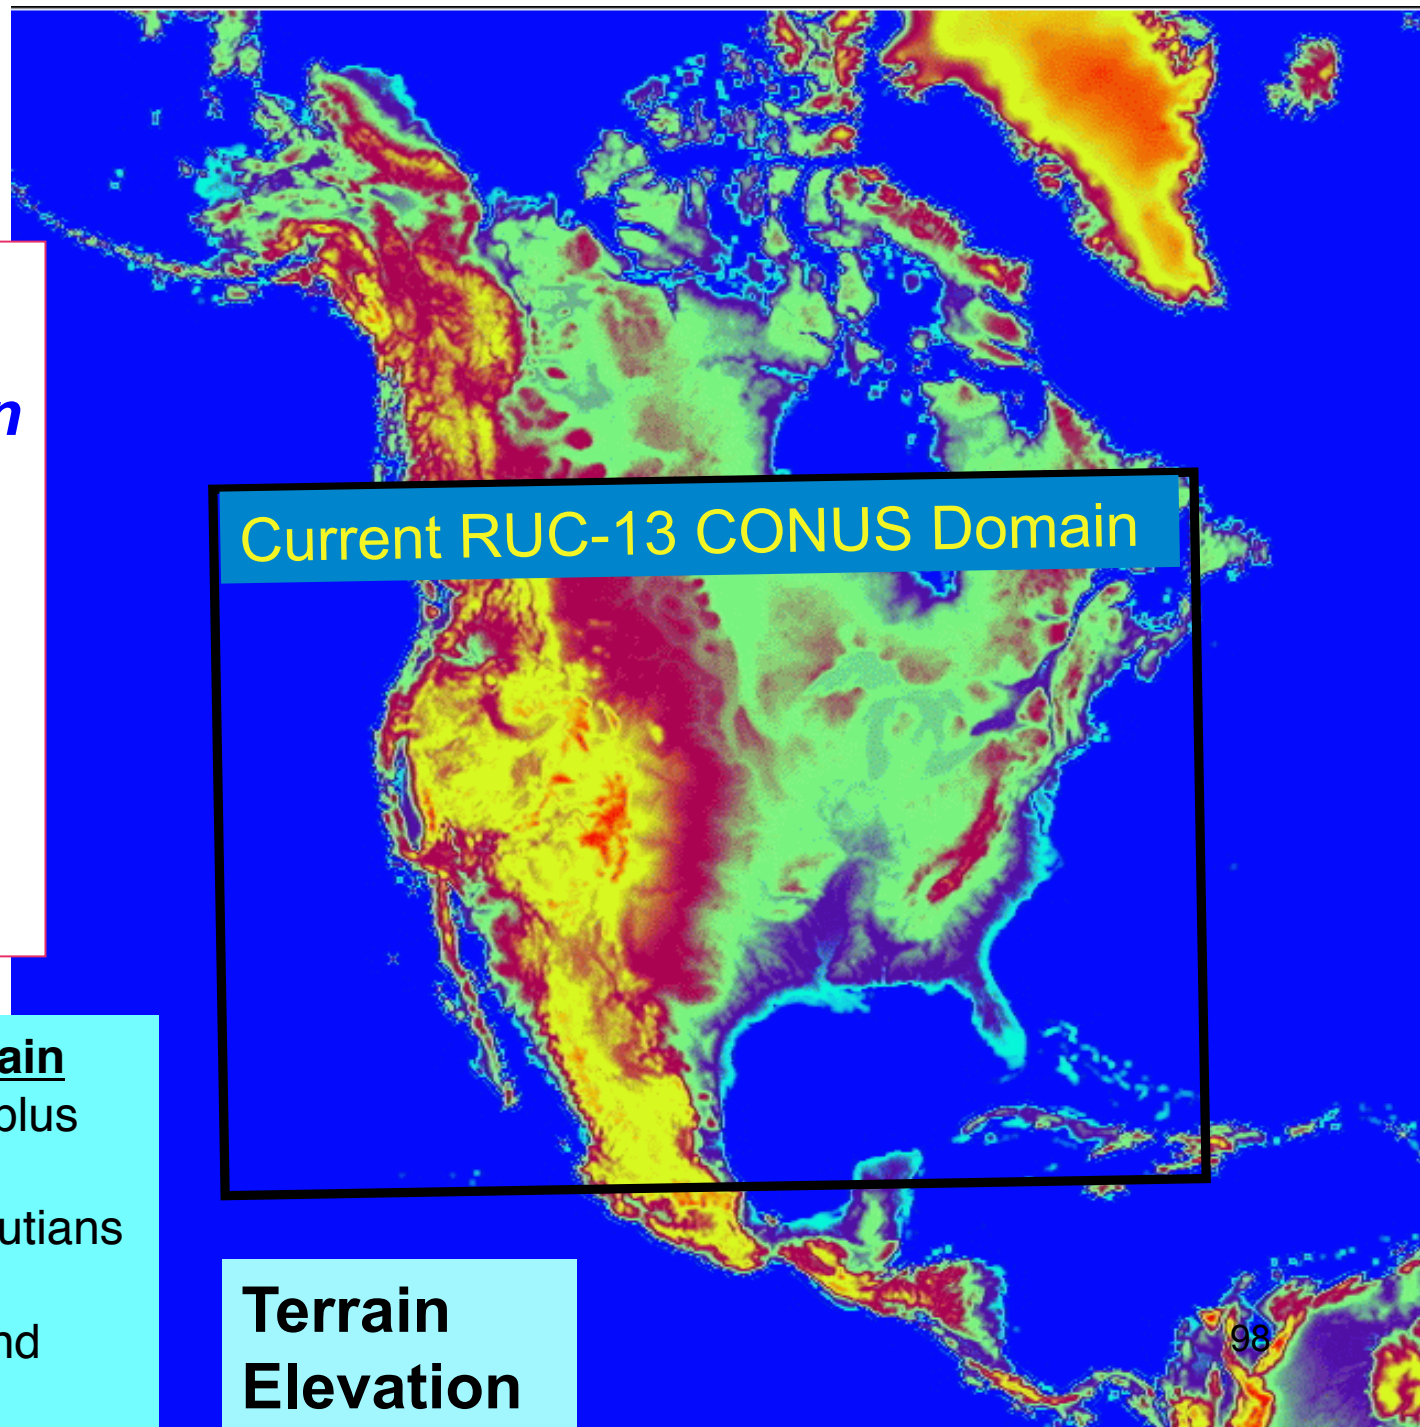 n
Current RUC-13 CONUS Domain
ain
plus
utians
nd
Terrain
Elevation
98